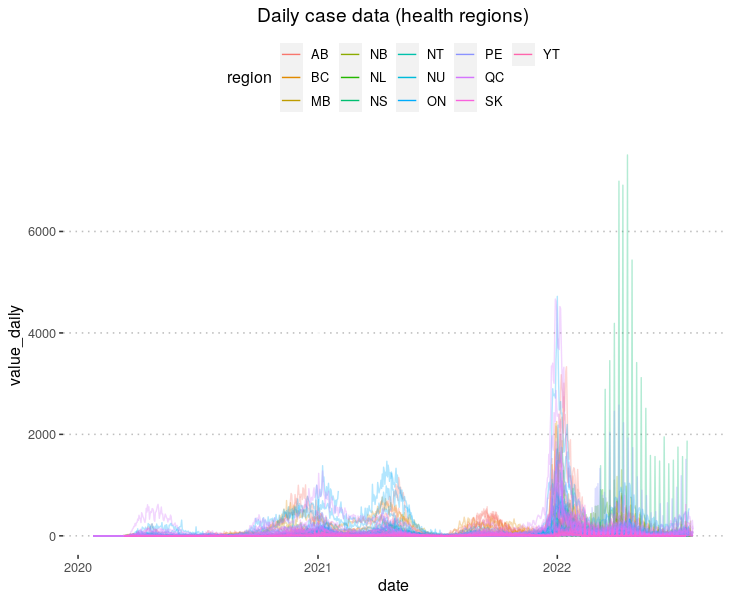 Daily case data (health regions)
AB NB NT PE YT
region BC NL NU QC
MB NS ON SK
6000
4000
2000
0
value_daily
2020 2021 2022
date